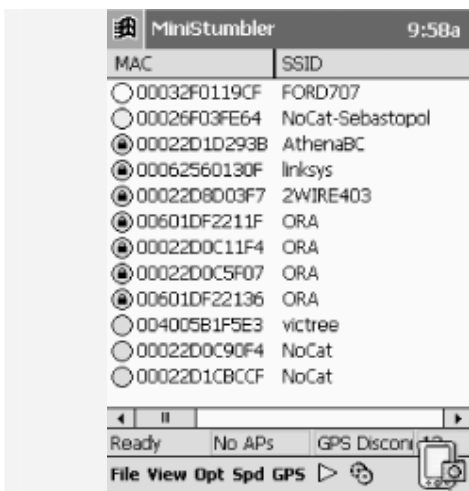 MiniStumbler 9:58a
MAC SSID
00032F0119CF FORD707
00026F03FE64 NoCat-Sebastopol
00022D1D293B AthenaBC
00062560130F linksys
00022D8D03F7 2WIRE403
00601DF2211F ORA
00022D0C11F4 ORA
00022D0C5F07 ORA
00601DF22136 ORA
004005B1F5E3 victree
00022D0C90F4 NoCat
00022D1CBCCF NoCat
Ready No APs GPS Disconi
File View Opt Spd GPS